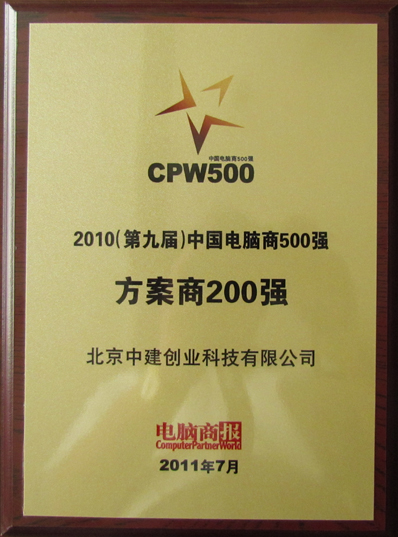 中国电脑商500强
CPW500
2010(第九届)中国电脑商500强
方案商200强
北京中建创业科技有限公司
电脑商报
ComputerPartnerWorld
2011年7月